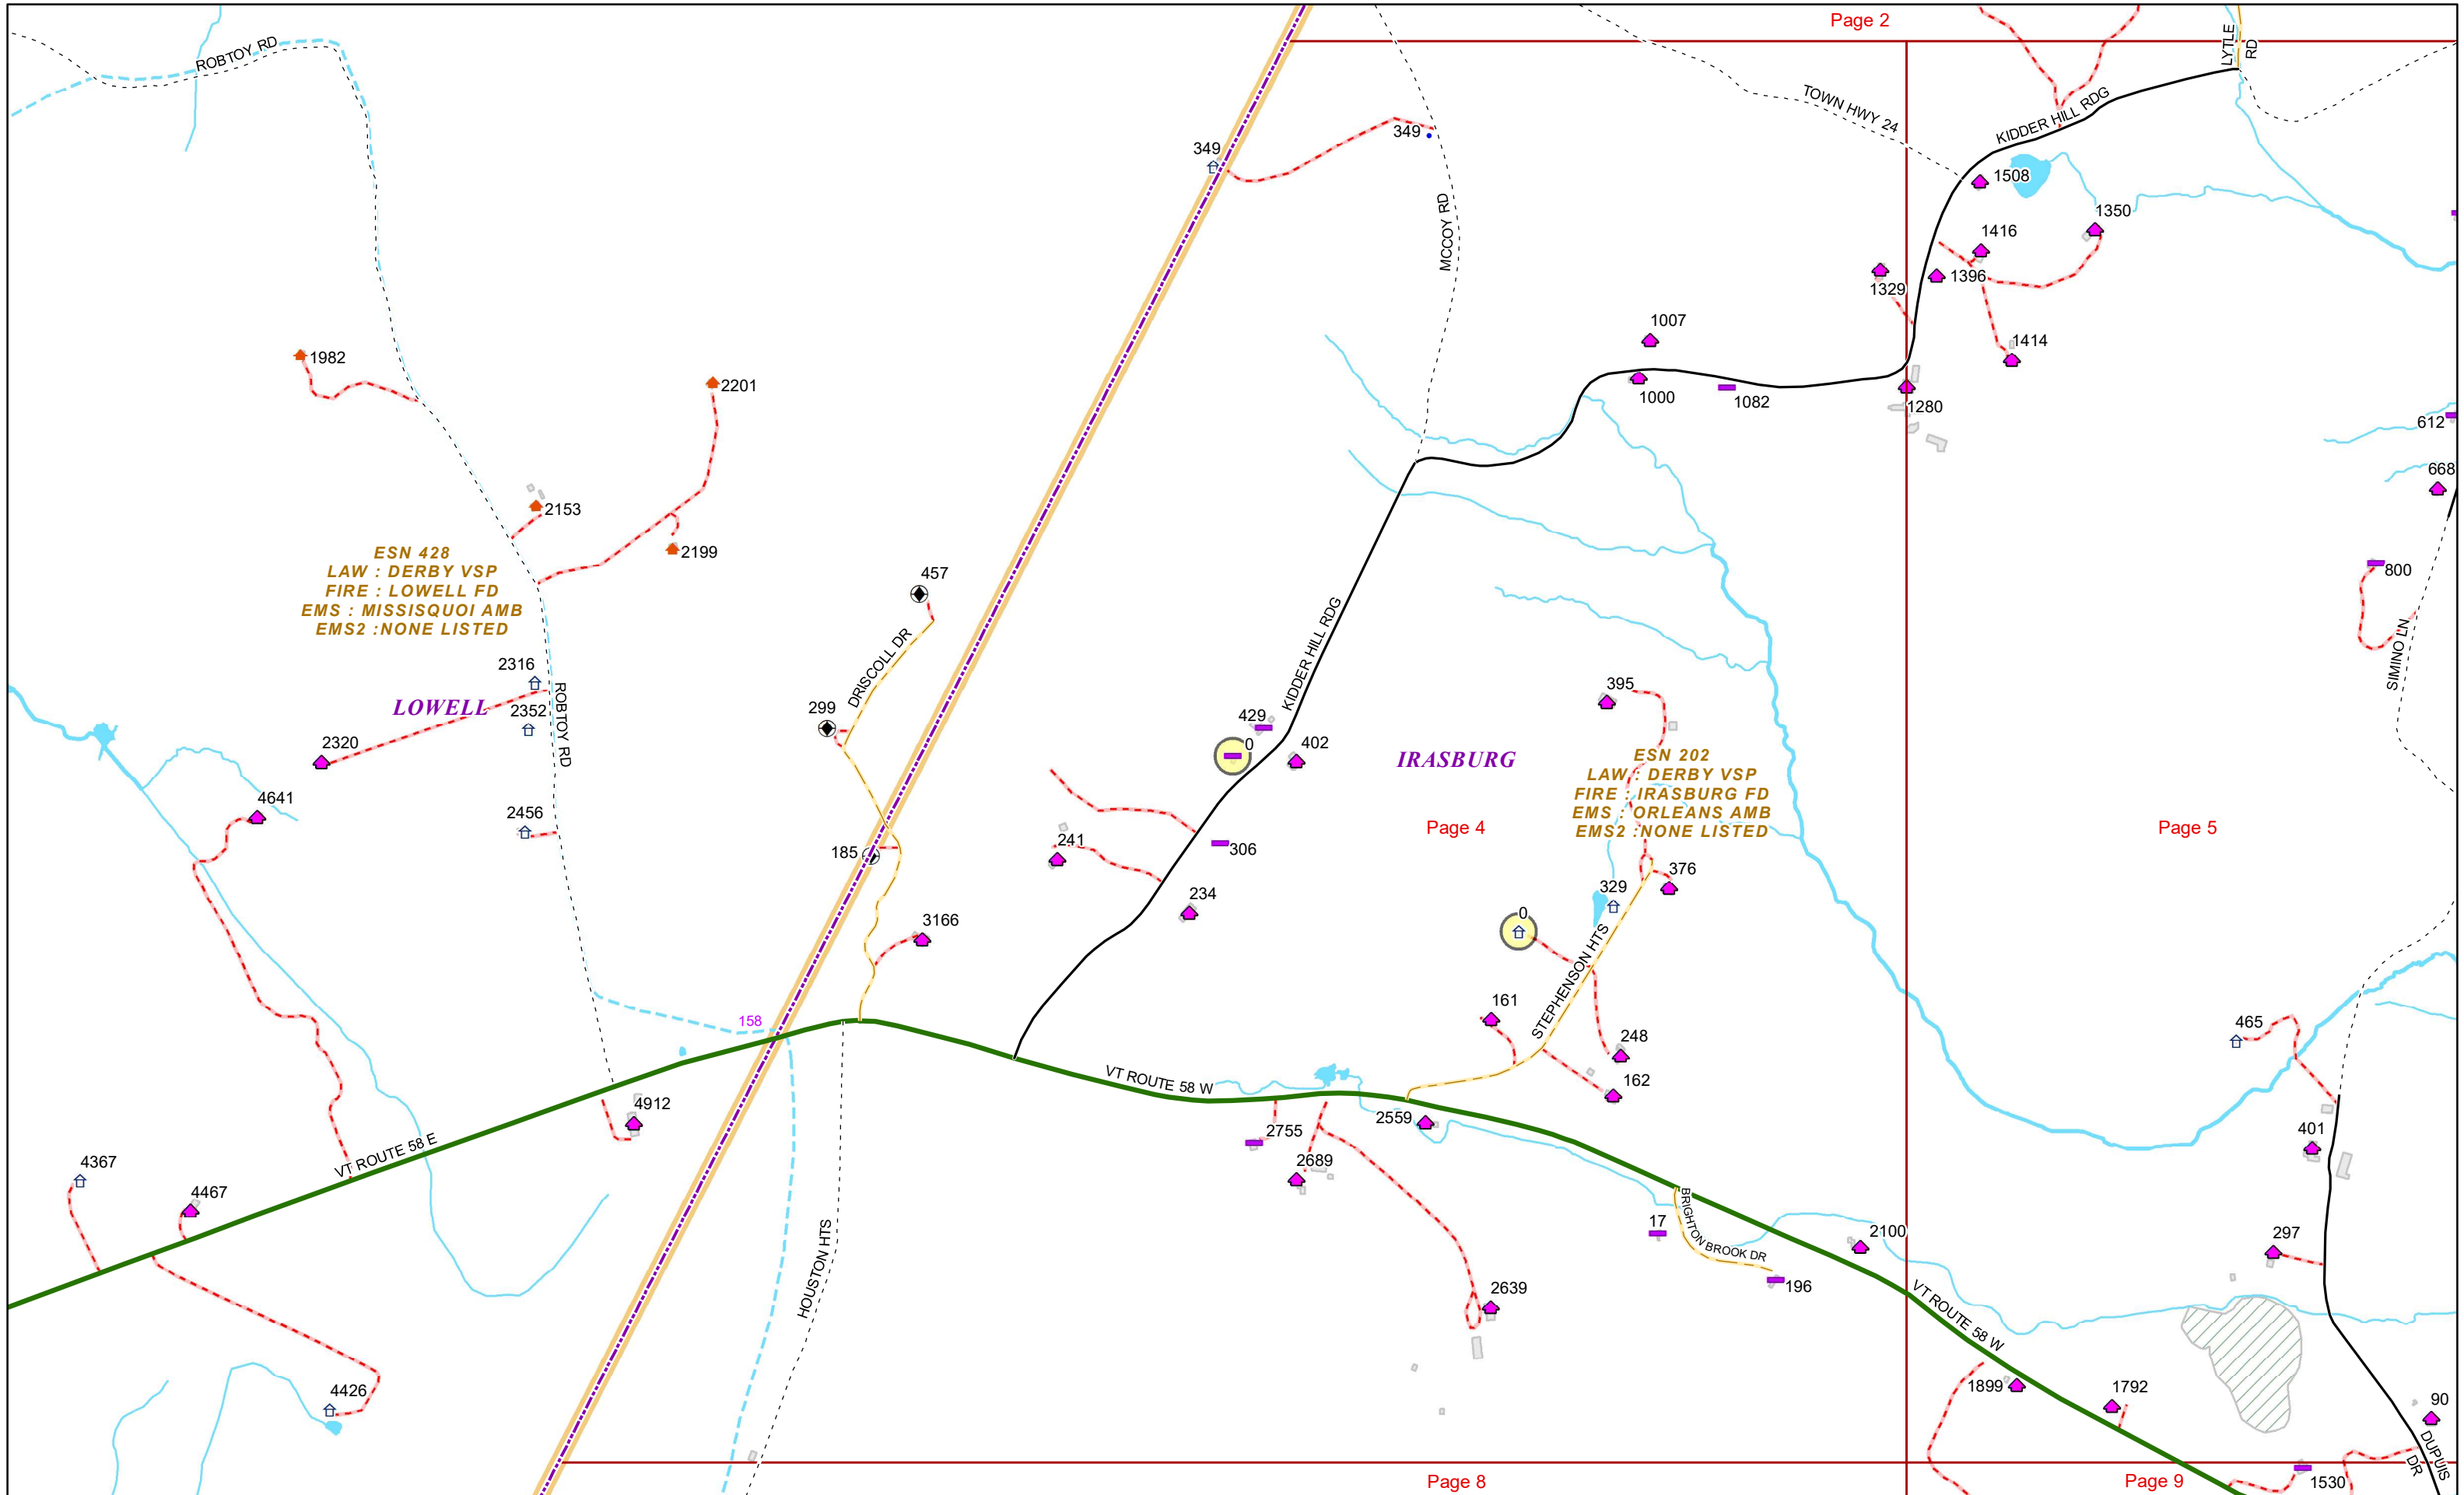 Page 2
LYTLE
RD
ROBTOY RD
TOWN HWY 24
KIDDER HILL RDG
349
349
1508
1350
MCCOY RD
1416
1396
1329
1007
1414
1982
2201
1000
1082
1280
612
668
2153
2199
ESN 428
LAW : DERBY VSP
FIRE : LOWELL FD
EMS : MISSISQUOI AMB
EMS2 :NONE LISTED
457
800
DRISCOLL DR
KIDDER HILL RDG
SIMINO LN
2316
LOWELL
2352
ROBTOY RD
299
395
429
0
402
2320
IRASBURG
ESN 202
LAW : DERBY VSP
FIRE : IRASBURG FD
EMS : ORLEANS AMB
EMS2 :NONE LISTED
4641
2456
Page 4
Page 5
241
185
306
376
234
329
3166
0
STEPHENSON HTS
161
158
465
248
VT ROUTE 58 W
162
4912
2559
2755
401
VT ROUTE 58 E
4367
2689
4467
17
BRIGHTON BROOK DR
2100
297
HOUSTON HTS
2639
196
VT ROUTE 58 W
4426
1899
1792
90
DUPUIS
DR
Page 8
Page 9
1530